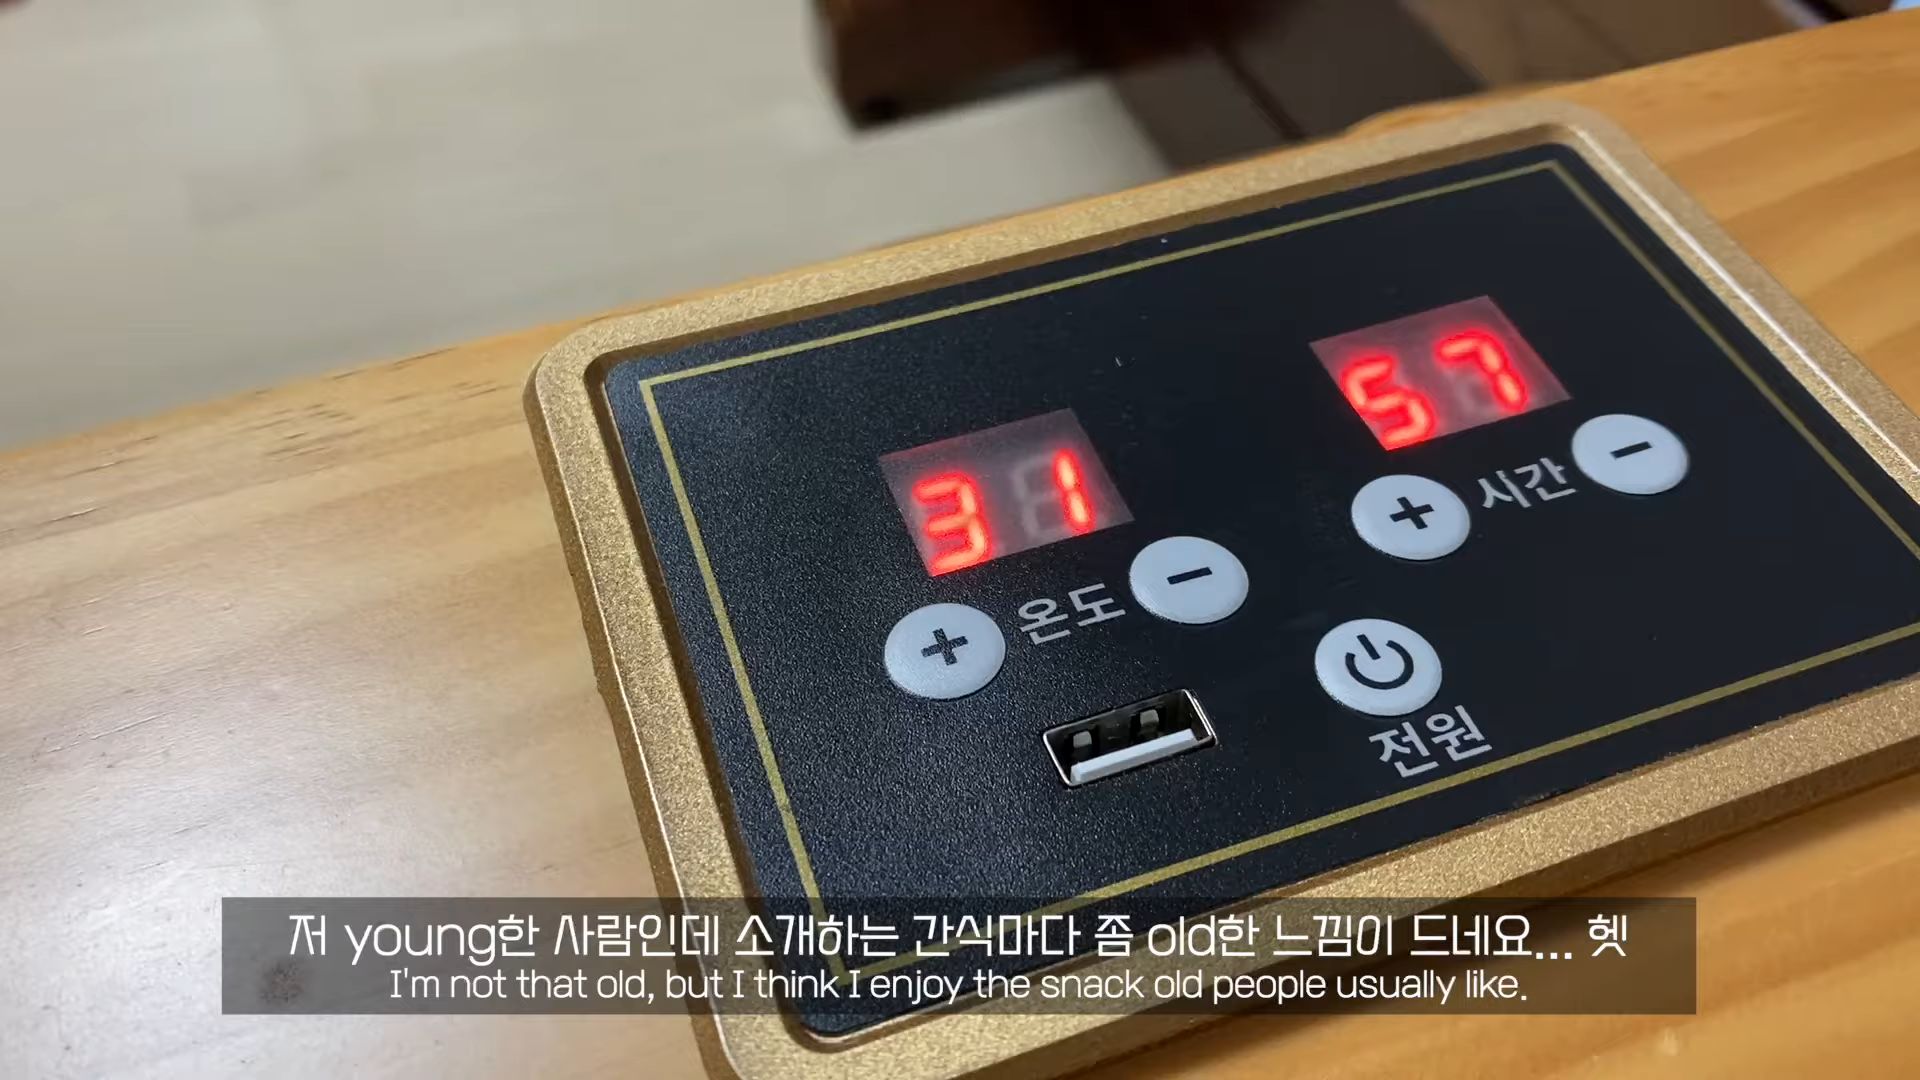 57
31
+ 시간 −
+ 온도 −
전원
저 young한 사람인데 소개하는 간식마다 좀 old한 느낌이 드네요... 헷
I'm not that old, but I think I enjoy the snack old people usually like.